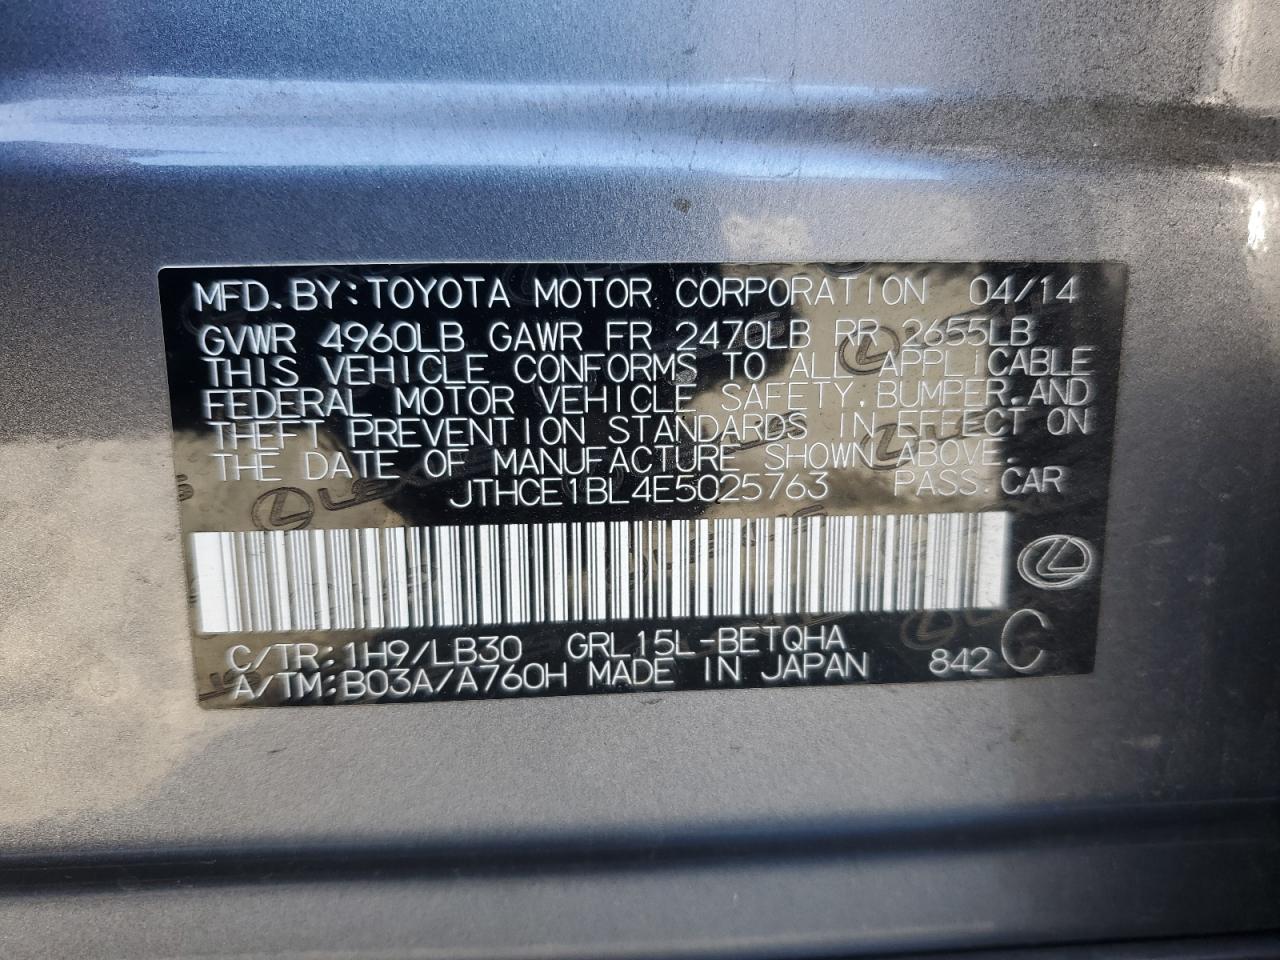 MFD.BY:TOYOTA MOTOR CORPORATION 04/14
GVWR 4960LB GAWR FR 2470LB RR 2655LB
THIS VEHICLE CONFORMS TO ALL APPLICABLE
FEDERAL MOTOR VEHICLE SAFETY,BUMPER,AND
THEFT PREVENTION STANDARDS IN EFFECT ON
THE DATE OF MANUFACTURE SHOWN ABOVE.
JTHCE1BL4E5025763 PASS.CAR
C/TR:1H9/LB30 GRL15L-BETQHA
A/TM:B03A/A760H MADE IN JAPAN 842 C